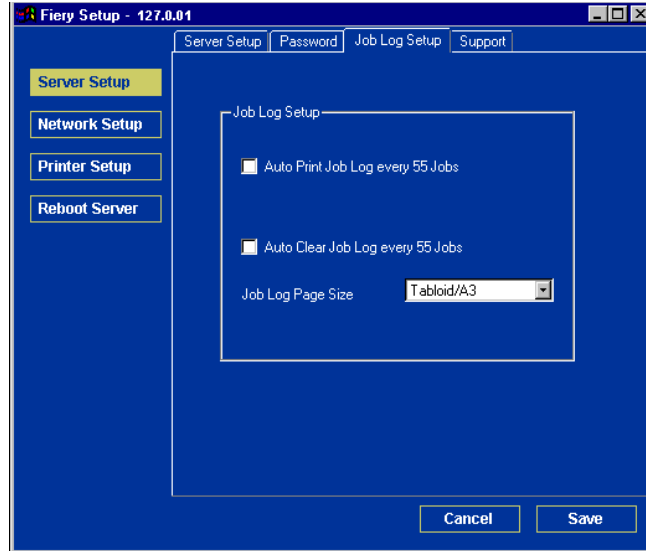 Fiery Setup - 127.0.01
Server Setup Password Job Log Setup Support
Server Setup
Network Setup
Printer Setup
Reboot Server
Job Log Setup
Auto Print Job Log every 55 Jobs
Auto Clear Job Log every 55 Jobs
Job Log Page Size Tabloid/A3
Cancel Save